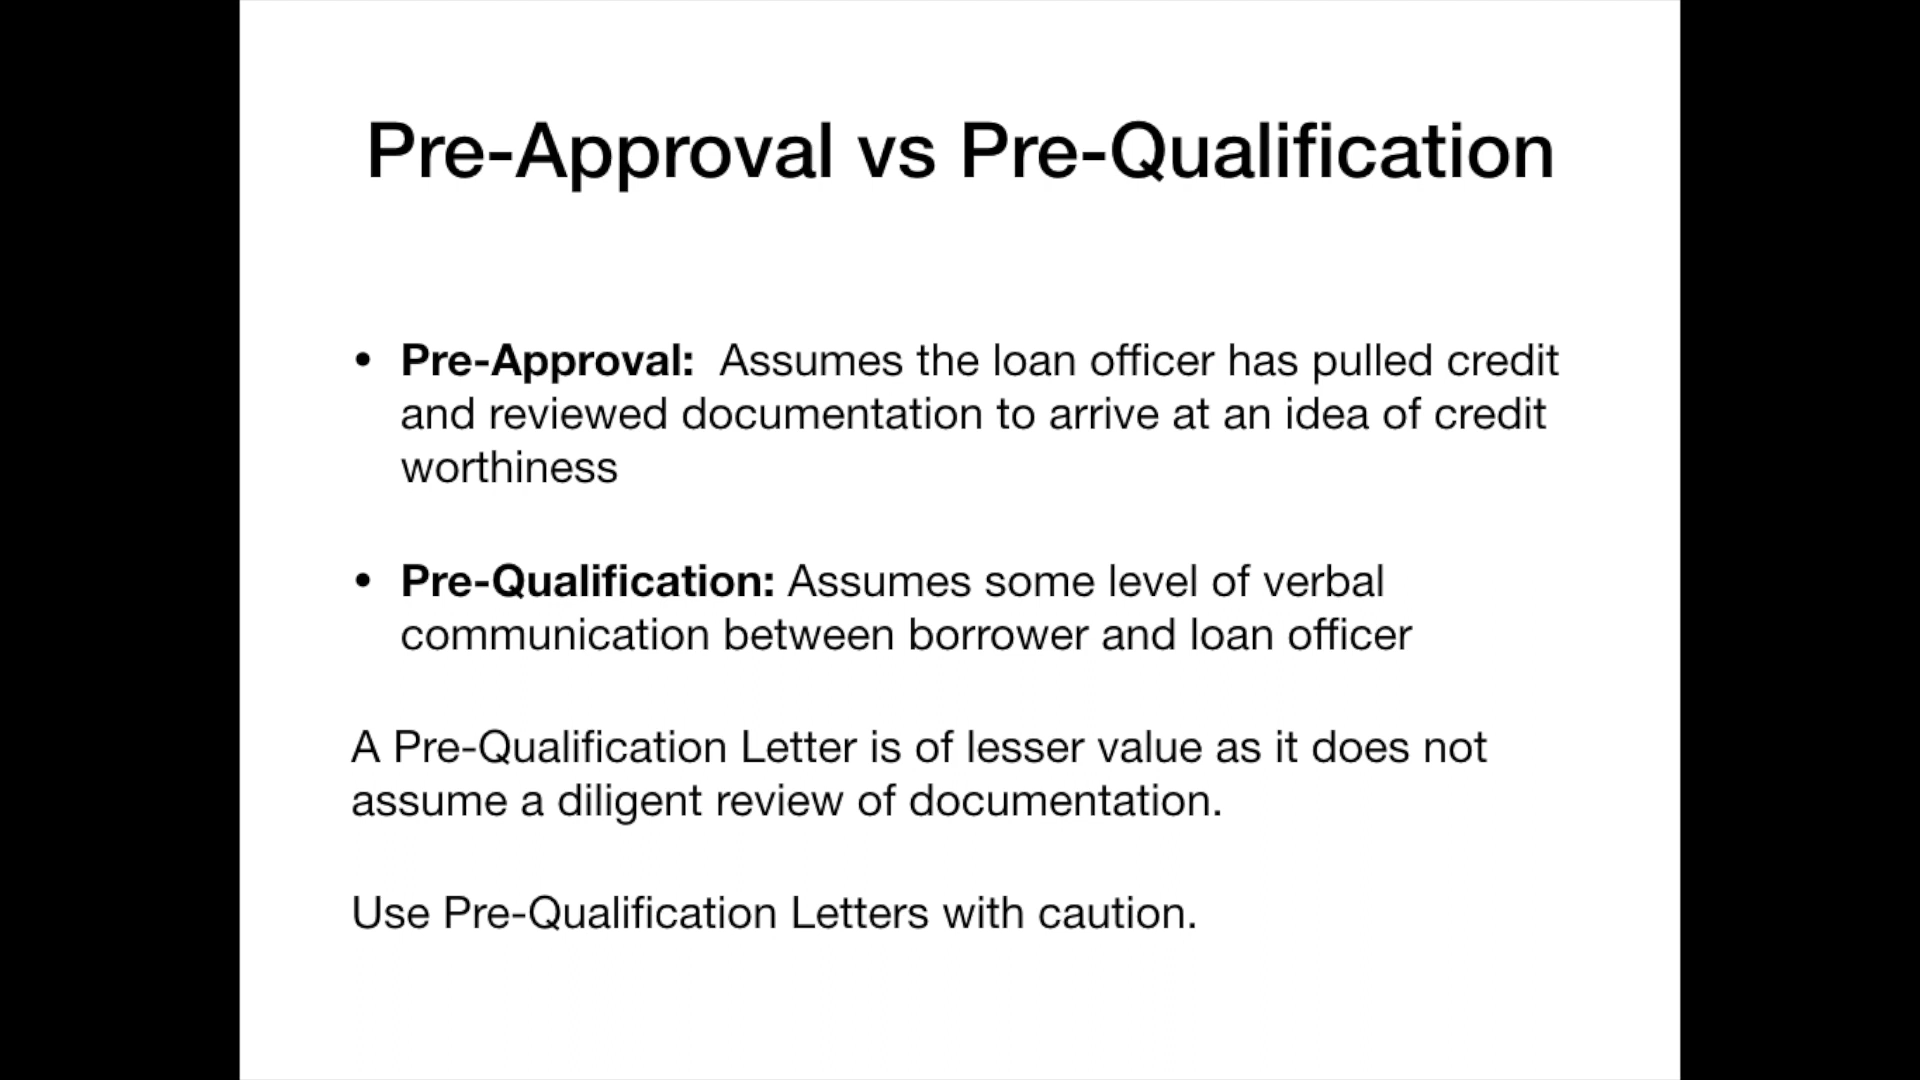 Pre-Approval vs Pre-Qualification
• Pre-Approval:  Assumes the loan officer has pulled credit
and reviewed documentation to arrive at an idea of credit
worthiness
• Pre-Qualification: Assumes some level of verbal
communication between borrower and loan officer
A Pre-Qualification Letter is of lesser value as it does not
assume a diligent review of documentation.
Use Pre-Qualification Letters with caution.